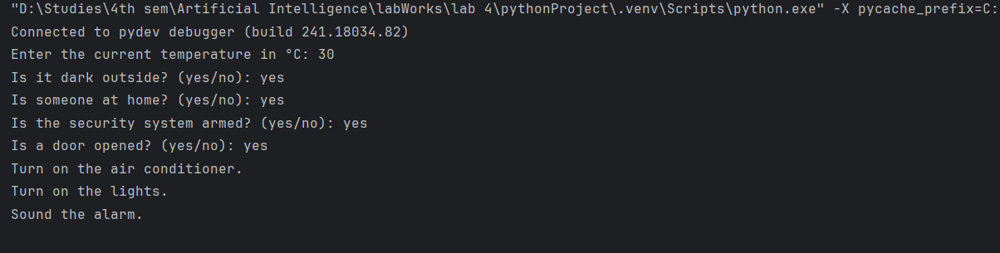 "D:\Studies\4th sem\Artificial Intelligence\labWorks\lab 4\pythonProject\.venv\Scripts\python.exe" -X pycache_prefix=C:
Connected to pydev debugger (build 241.18034.82)
Enter the current temperature in °C: 30
Is it dark outside? (yes/no): yes
Is someone at home? (yes/no): yes
Is the security system armed? (yes/no): yes
Is a door opened? (yes/no): yes
Turn on the air conditioner.
Turn on the lights.
Sound the alarm.